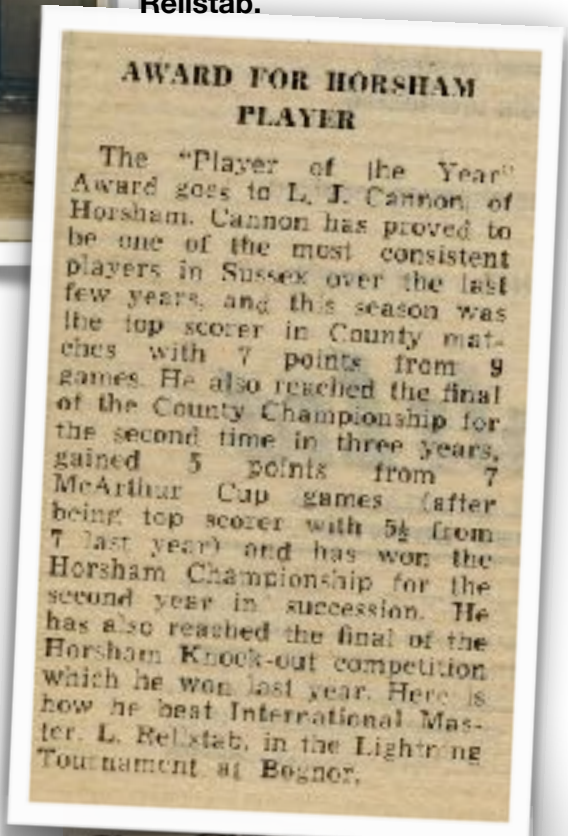 Rellstab.
AWARD FOR HORSHAM
PLAYER
The "Player of the Year"
Award goes to L. J. Cannon, of
Horsham. Cannon has proved to
be one of the most consistent
players in Sussex over the last
few years, and this season was
the top scorer in County mat-
ches with 7 points from 9
games. He also reached the final
of the County Championship for
the second time in three years,
gained 5 points from 7
McArthur Cup games (after
being top scorer with 5½ from
7 last year) and has won the
Horsham Championship for the
second year in succession. He
has also reached the final of the
Horsham Knock-out competition
which he won last year. Here is
how he beat International Mas-
ter, L. Rellstab, in the Lightning
Tournament at Bognor.